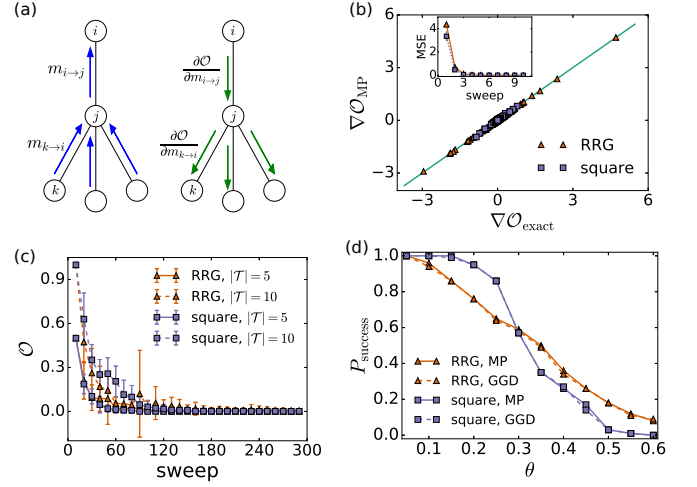 (a)
i
i
m_{i→j}
∂O/∂m_{i→j}
j
j
m_{k→i}
∂O/∂m_{k→i}
k
k
(b)
MSE
4
2
0
0 3 6 9
sweep
∇O_MP
3
0
−3
RRG
square
−3 0 3 6
∇O_exact
(c)
O
0.9
0.6
0.3
0.0
RRG, |T| = 5
RRG, |T| = 10
square, |T| = 5
square, |T| = 10
0 60 120 180 240 300
sweep
(d)
P_success
1.0
0.8
0.6
0.4
0.2
0.0
RRG, MP
RRG, GGD
square, MP
square, GGD
0.1 0.2 0.3 0.4 0.5 0.6
θ